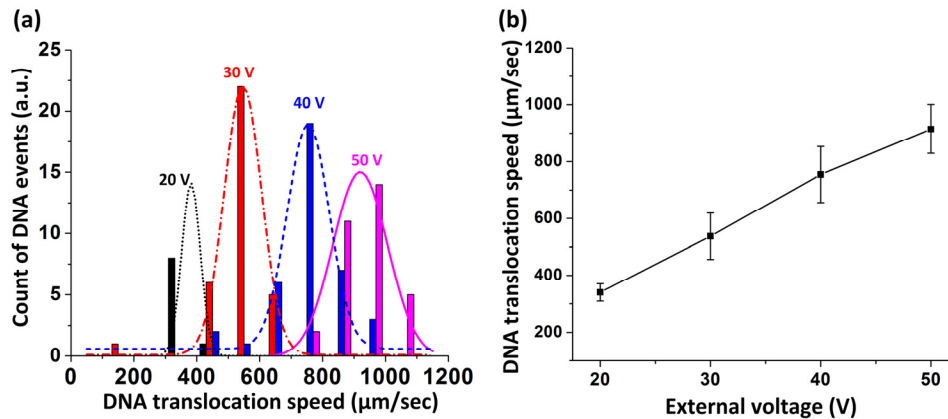 (a)
25
20
15
10
5
0
Count of DNA events (a.u.)
20 V
30 V
40 V
50 V
0 200 400 600 800 1000 1200
DNA translocation speed (μm/sec)
(b)
1200
1000
800
600
400
200
DNA translocation speed (μm/sec)
20 30 40 50
External voltage (V)